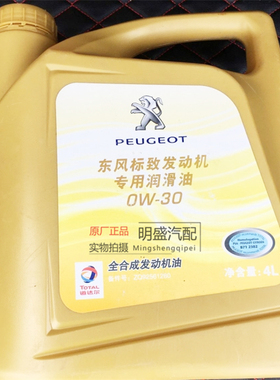 PEUGEOT
东风标致发动机
专用润滑油
0W-30
原厂正品
实物拍摄
明盛汽配
Mingshengqipei
TOTAL
道达尔
全合成发动机油
净含量:4L